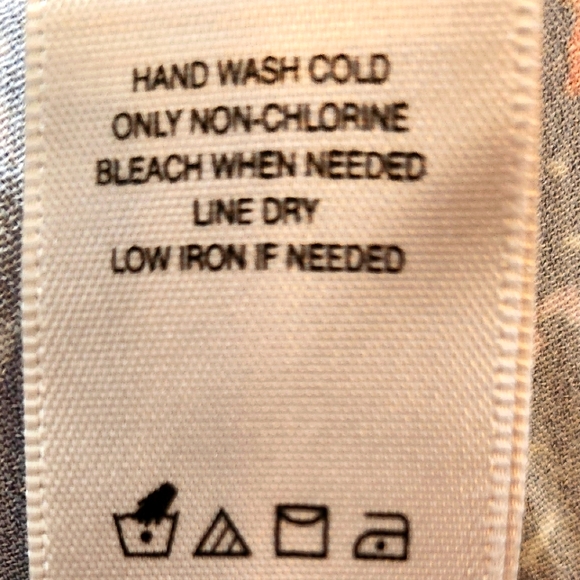 HAND WASH COLD
ONLY NON-CHLORINE
BLEACH WHEN NEEDED
LINE DRY
LOW IRON IF NEEDED